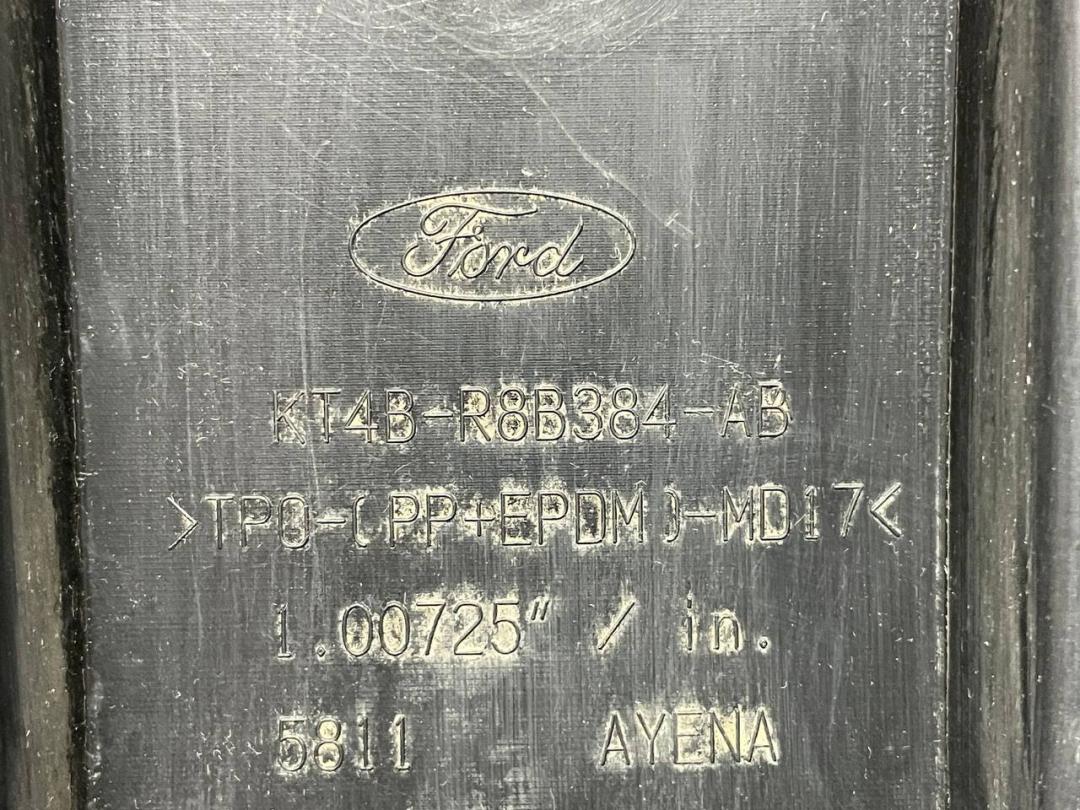 Ford
KT4B-R8B384-AB
>TPO-(PP+EPDM)-MD17<
1.00725" / in.
5811 AYENA